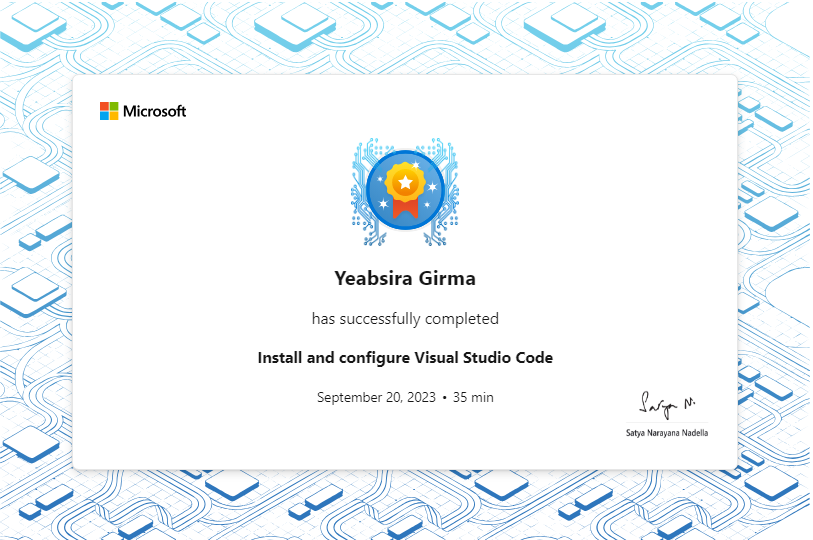 Microsoft
Yeabsira Girma
has successfully completed
Install and configure Visual Studio Code
September 20, 2023 • 35 min
Satya N.
Satya Narayana Nadella